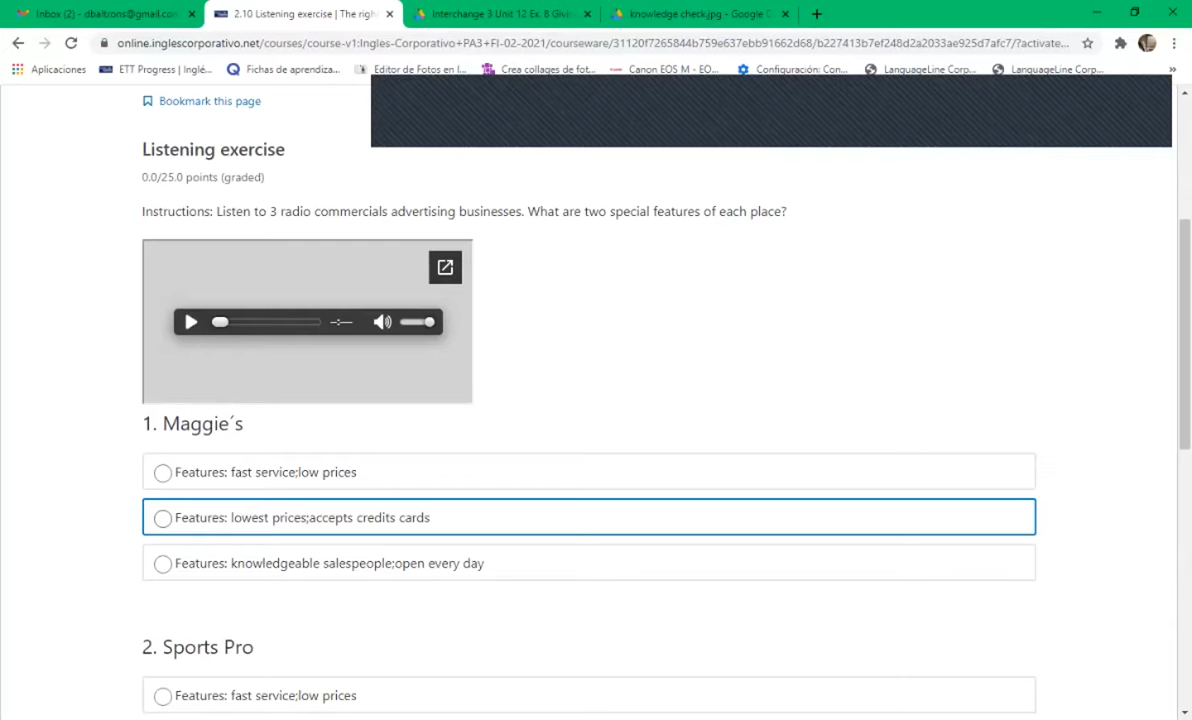 Inbox (2) - dbaltrons@gmail.con
2.10 Listening exercise | The righ
Interchange 3 Unit 12 Ex. 8 Givi
knowledge check.jpg - Google D
online.inglescorporativo.net/courses/course-v1:Ingles-Corporativo+PA3+FI-02-2021/courseware/31120f7265844b759e637ebb91662d68/b227413b7ef248d2a2033ae925d7afc7/?activate...
Aplicaciones
ETT Progress | Inglé...
Fichas de aprendiza...
Editor de Fotos en l...
Crea collages de fot...
Canon EOS M - EO...
Configuración: Con...
LanguageLine Corp...
LanguageLine Corp...
Bookmark this page
Listening exercise
0.0/25.0 points (graded)
Instructions: Listen to 3 radio commercials advertising businesses. What are two special features of each place?
-:--
1. Maggie´s
Features: fast service;low prices
Features: lowest prices;accepts credits cards
Features: knowledgeable salespeople;open every day
2. Sports Pro
Features: fast service;low prices